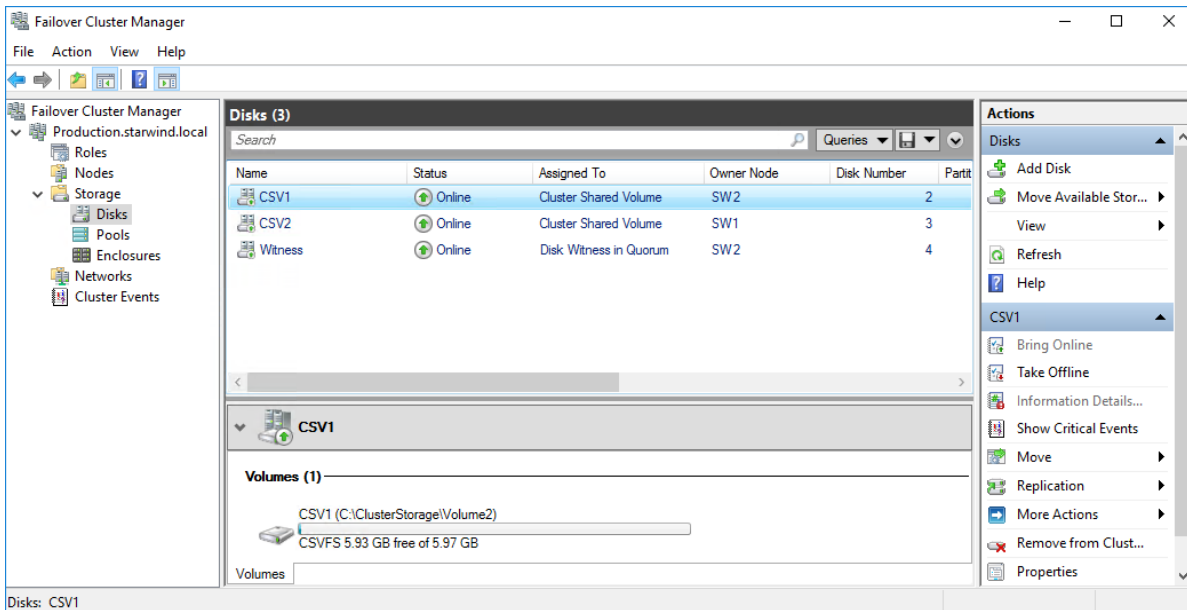 Failover Cluster Manager
File Action View Help
Failover Cluster Manager
Production.starwind.local
Roles
Nodes
Storage
Disks
Pools
Enclosures
Networks
Cluster Events
Disks (3)
Search
Queries
Name Status Assigned To Owner Node Disk Number Partit
CSV1 Online Cluster Shared Volume SW2 2
CSV2 Online Cluster Shared Volume SW1 3
Witness Online Disk Witness in Quorum SW2 4
CSV1
Volumes (1)
CSV1 (C:\ClusterStorage\Volume2)
CSVFS 5.93 GB free of 5.97 GB
Volumes
Actions
Disks
Add Disk
Move Available Stor...
View
Refresh
Help
CSV1
Bring Online
Take Offline
Information Details...
Show Critical Events
Move
Replication
More Actions
Remove from Clust...
Properties
Disks: CSV1